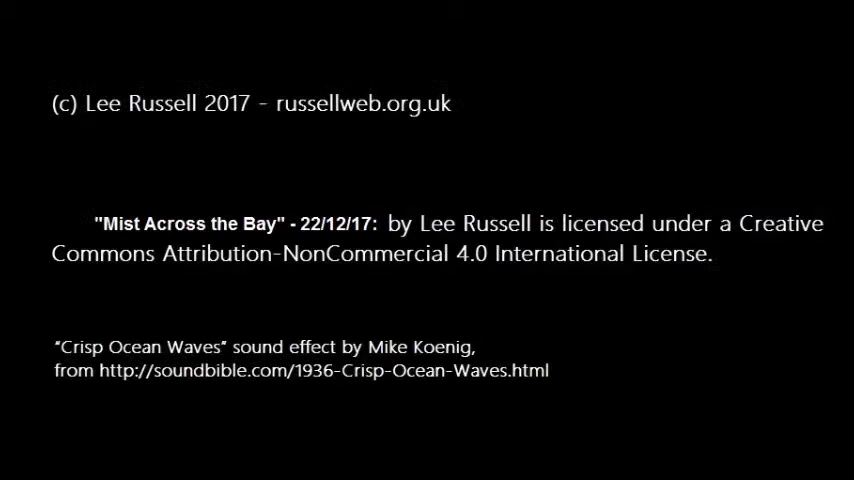 (c) Lee Russell 2017 - russellweb.org.uk
"Mist Across the Bay" - 22/12/17: by Lee Russell is licensed under a Creative
Commons Attribution-NonCommercial 4.0 International License.
"Crisp Ocean Waves" sound effect by Mike Koenig,
from http://soundbible.com/1936-Crisp-Ocean-Waves.html